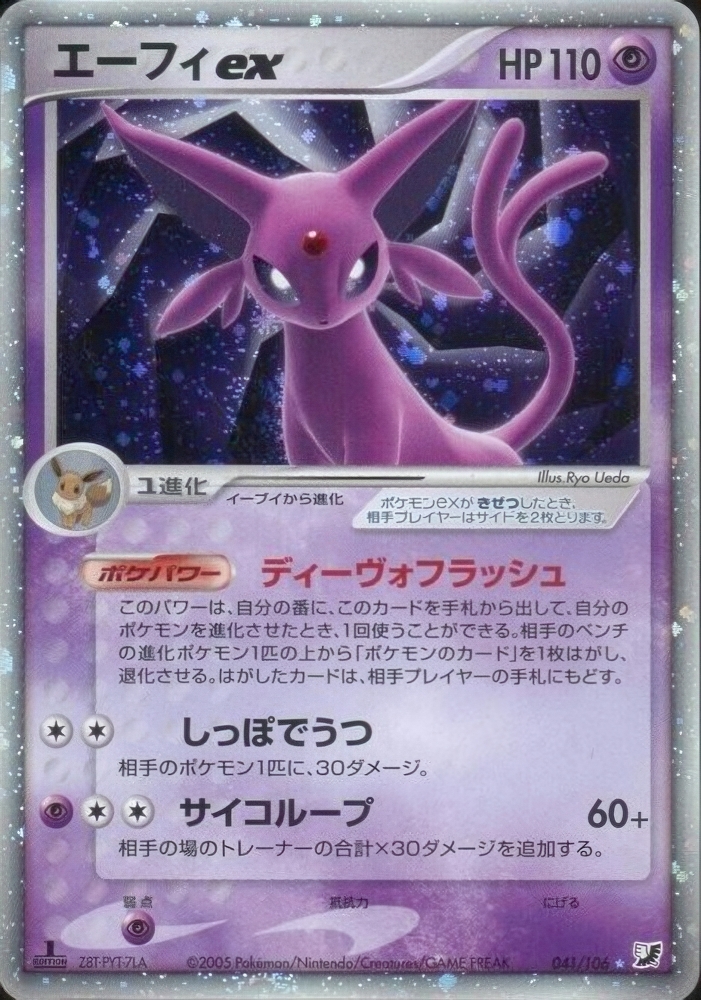 エーフィex HP110
1進化
イーブイから進化
Illus. Ryo Ueda
ポケモンexが きぜつしたとき、
相手プレイヤーはサイドを2枚とります。
ポケパワー ディーヴォフラッシュ
このパワーは、自分の番に、このカードを手札から出して、自分の
ポケモンを進化させたとき、1回使うことができる。相手のベンチ
の進化ポケモン1匹の上から「ポケモンのカード」を1枚はがし、
退化させる。はがしたカードは、相手プレイヤーの手札にもどす。
しっぽでうつ
相手のポケモン1匹に、30ダメージ。
サイコループ 60+
相手の場のトレーナーの合計×30ダメージを追加する。
弱点 抵抗力 にげる
1 EDITION Z8T-PYT-7LA ©2005 Pokémon/Nintendo/Creatures/GAME FREAK 041/106 ★